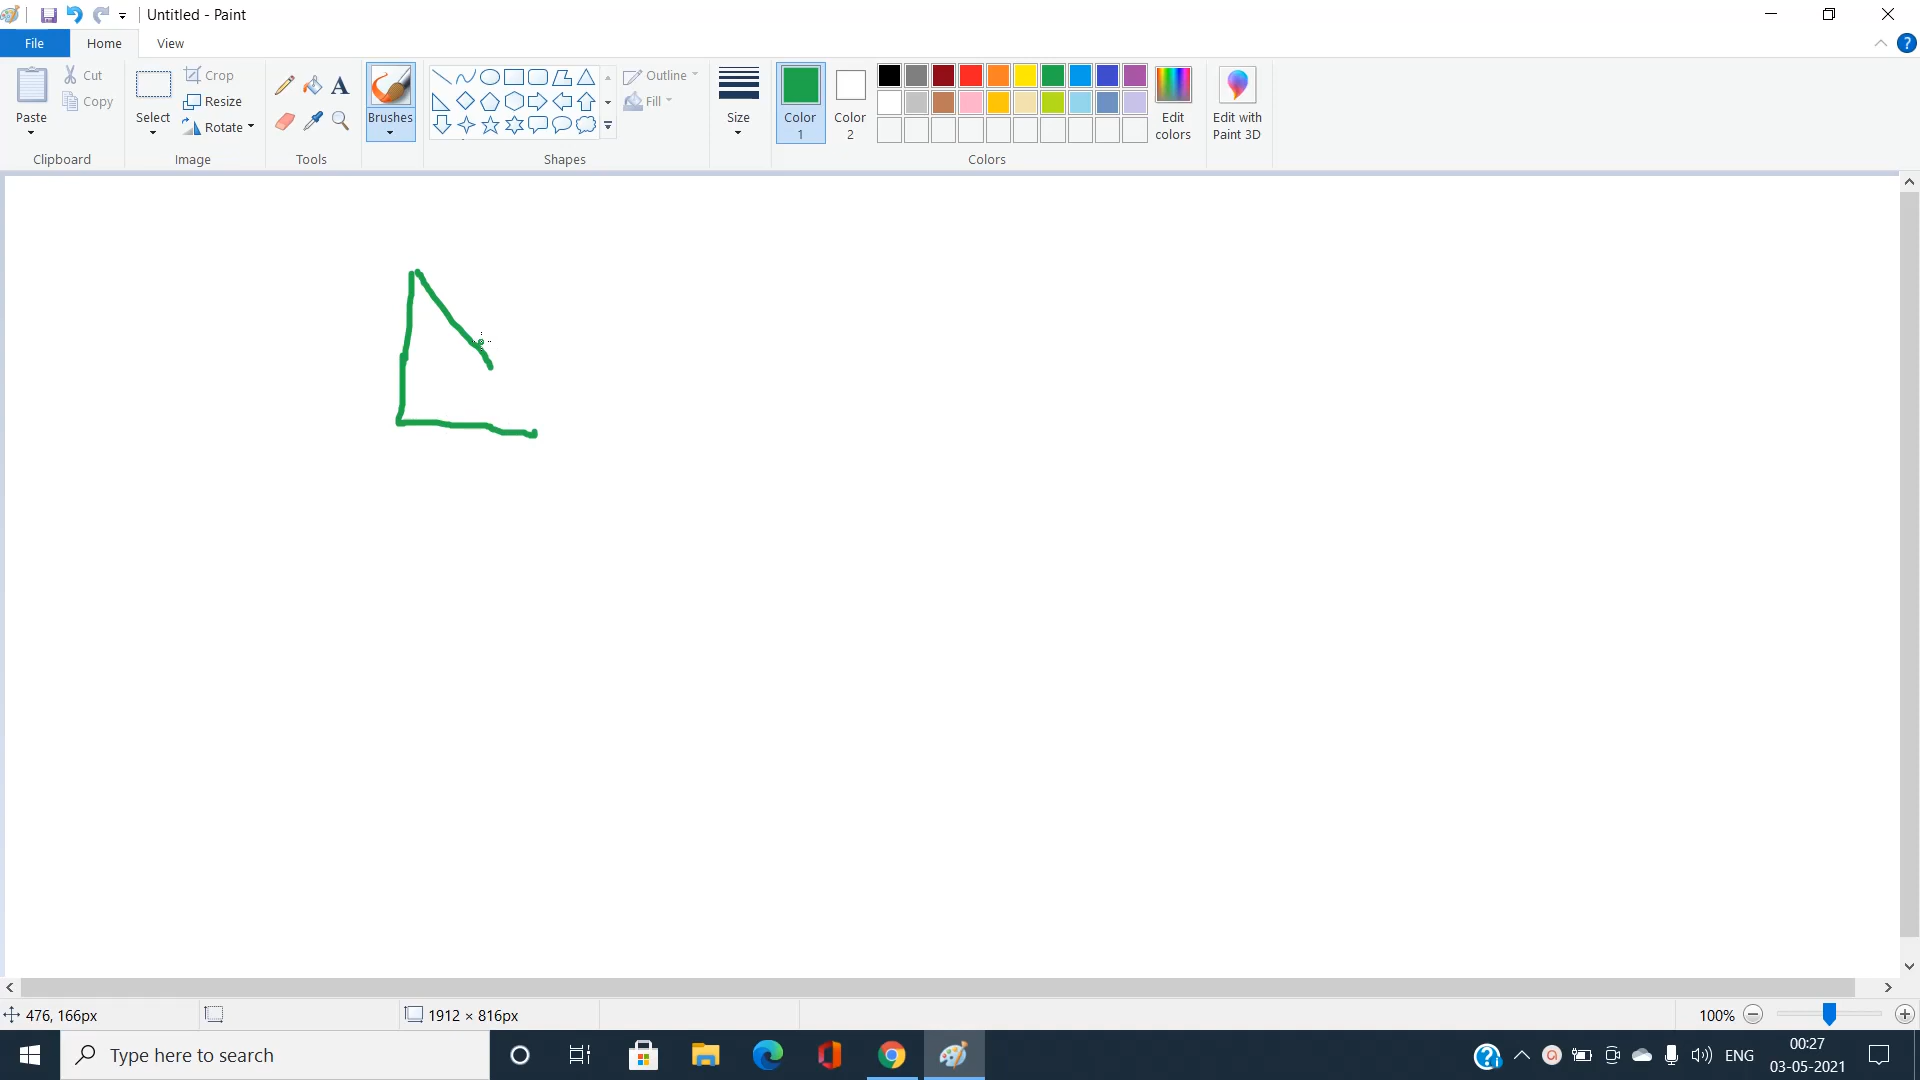 Untitled - Paint
File Home View
Paste
Cut
Copy
Clipboard
Select
Crop
Resize
Rotate
Image
Tools
Brushes
Outline
Fill
Shapes
Size
Color
1
Color
2
Edit
colors
Colors
Edit with
Paint 3D
476, 166px
1912 × 816px
100%
Type here to search
ENG
00:27
03-05-2021